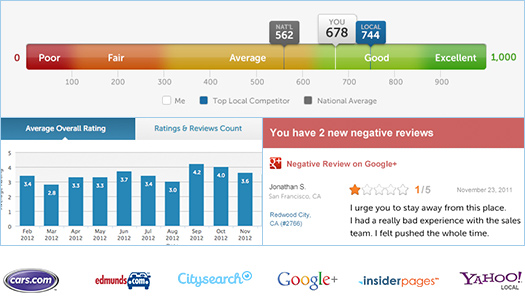 NAT'L
562
YOU
678
LOCAL
744
0
Poor
Fair
Average
Good
Excellent
1,000
100 200 300 400 500 600 700 800 900
Me
Top Local Competitor
National Average
Average Overall Rating
Ratings & Reviews Count
5
4
3
2
1
0
3.4 2.8 3.3 3.3 3.7 3.4 3.0 4.2 4.0 3.6
Feb Mar Apr May Jun Jul Aug Sep Oct Nov
2012 2012 2012 2012 2012 2012 2012 2012 2012 2012
You have 2 new negative reviews
Negative Review on Google+
Jonathan S.
San Francisco, CA
Redwood City,
CA (#2766)
1/5
November 23, 2011
I urge you to stay away from this place.
I had a really bad experience with the sales
team. I felt pushed the whole time.
cars.com
edmunds.com
Citysearch
Google+
insiderpages
YAHOO!
LOCAL